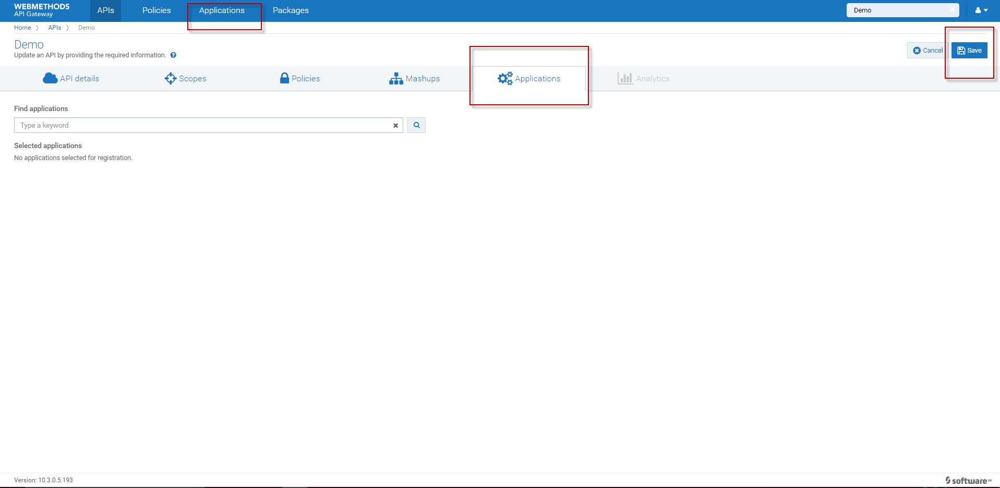 WEBMETHODS
API Gateway
APIs
Policies
Applications
Packages
Demo
Home
APIs
Demo
Demo
Update an API by providing the required information.
Cancel
Save
API details
Scopes
Policies
Mashups
Applications
Analytics
Find applications
Type a keyword
Selected applications
No applications selected for registration.
Version: 10.3.0.5.193
software AG